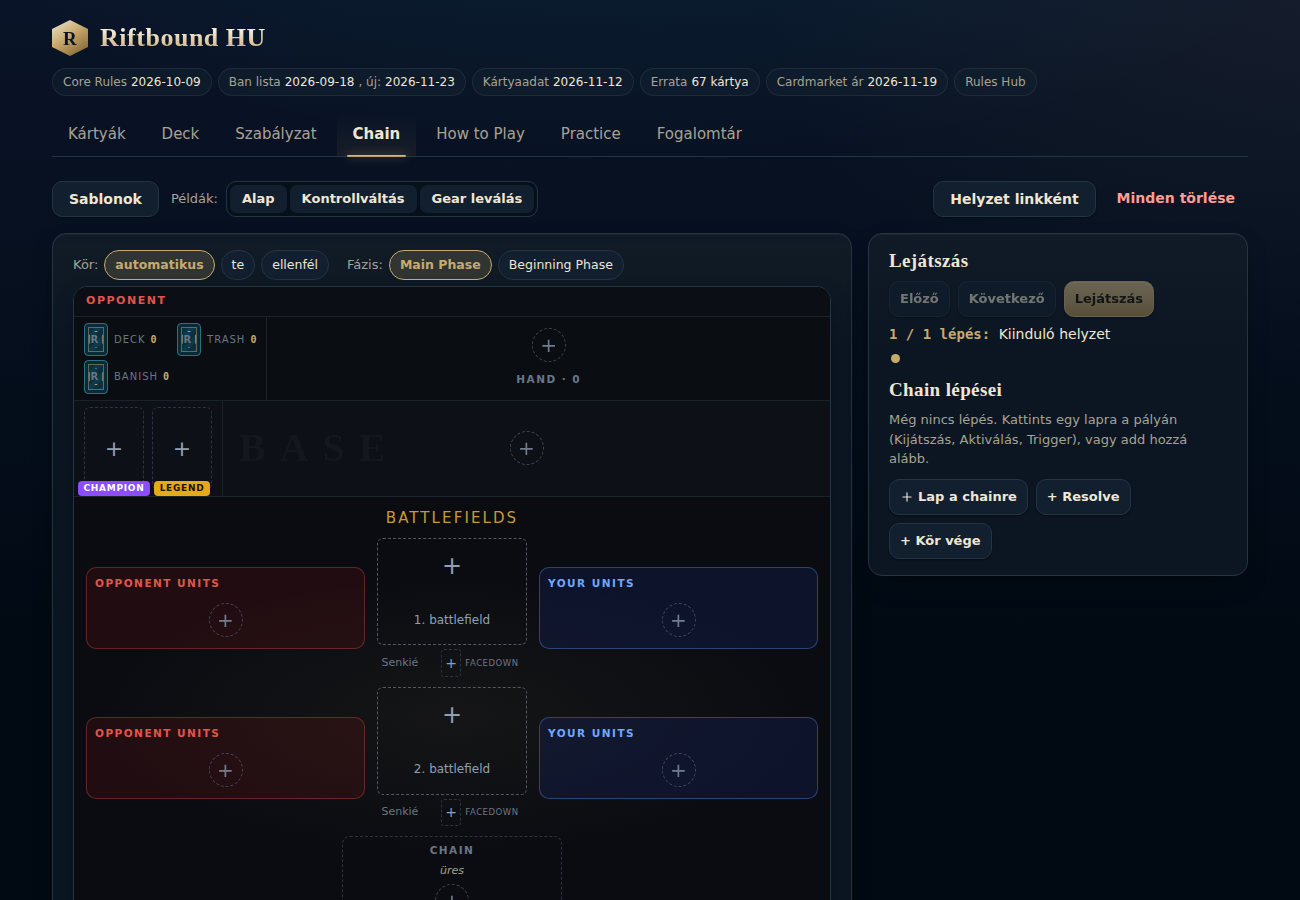 R Riftbound HU
Core Rules 2026-10-09 Ban lista 2026-09-18 , új: 2026-11-23 Kártyaadat 2026-11-12 Errata 67 kártya Cardmarket ár 2026-11-19 Rules Hub
Kártyák Deck Szabályzat Chain How to Play Practice Fogalomtár
Sablonok Példák: Alap Kontrollváltás Gear leválás Helyzet linkként Minden törlése
Kör: automatikus te ellenfél Fázis: Main Phase Beginning Phase
OPPONENT
DECK 0 TRASH 0
BANISH 0
+
HAND · 0
+ +
CHAMPION LEGEND
BASE
+
BATTLEFIELDS
OPPONENT UNITS
+
+
1. battlefield
YOUR UNITS
+
Senkié + FACEDOWN
OPPONENT UNITS
+
+
2. battlefield
YOUR UNITS
+
Senkié + FACEDOWN
CHAIN
üres
+
Lejátszás
Előző Következő Lejátszás
1 / 1 lépés: Kiinduló helyzet
Chain lépései
Még nincs lépés. Kattints egy lapra a pályán
(Kijátszás, Aktiválás, Trigger), vagy add hozzá
alább.
+ Lap a chainre + Resolve
+ Kör vége